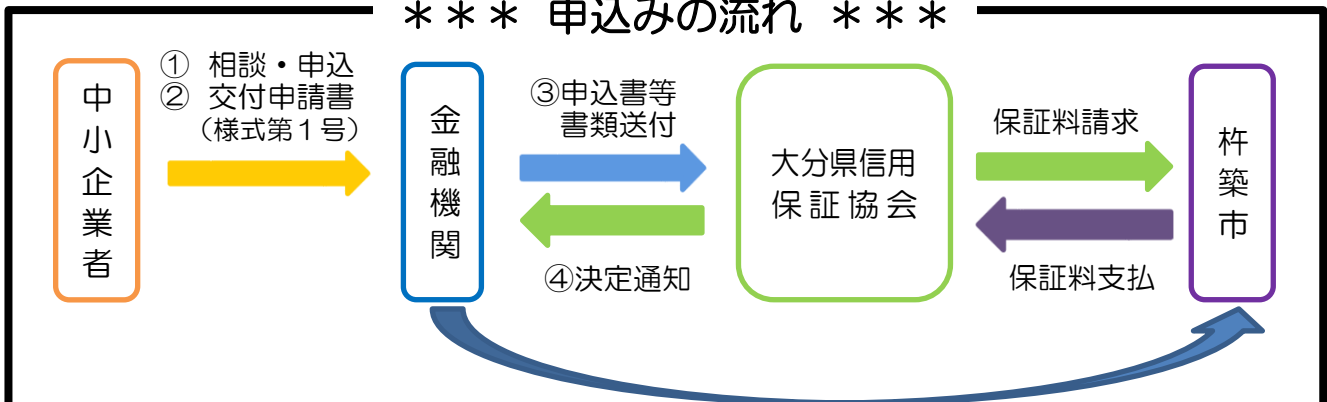 ＊＊＊ 申込みの流れ ＊＊＊
中小企業者
① 相談・申込
② 交付申請書
（様式第１号）
金融機関
③申込書等
書類送付
④決定通知
大分県信用
保証協会
保証料請求
保証料支払
杵築市